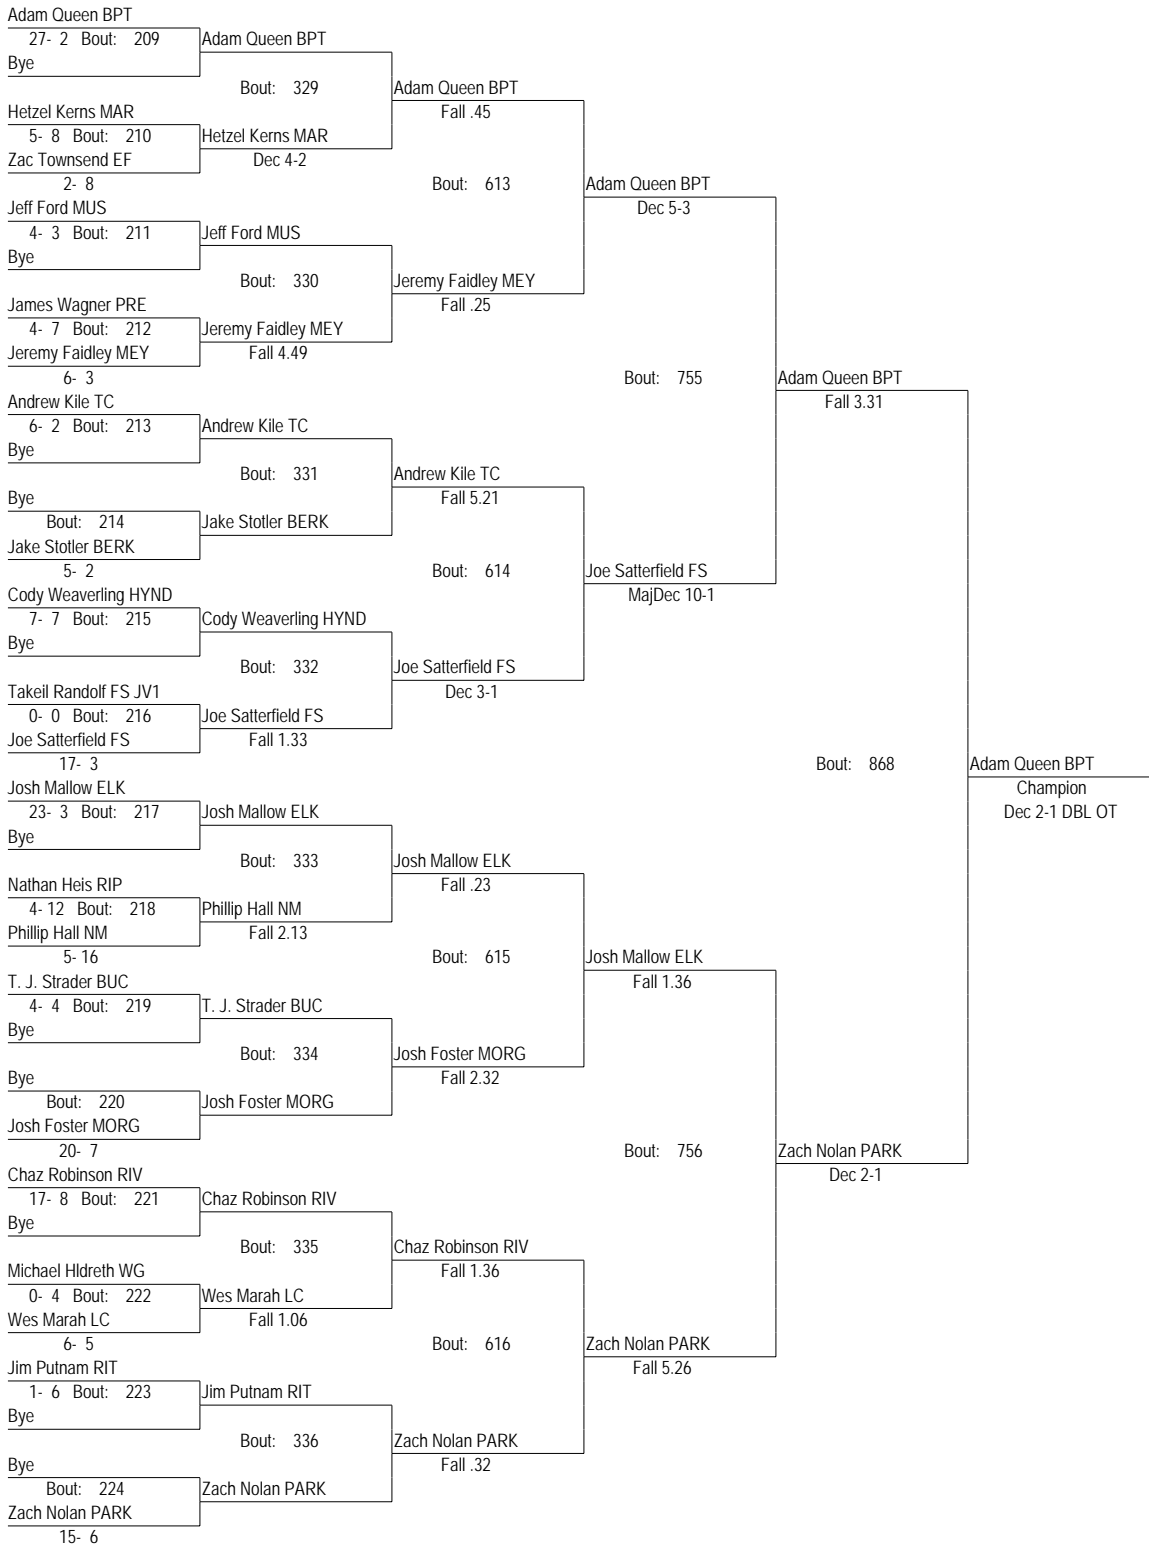 Adam Queen BPT
27- 2 Bout: 209 Adam Queen BPT
Bye
Bout: 329 Adam Queen BPT
Hetzel Kerns MAR Fall .45
5- 8 Bout: 210 Hetzel Kerns MAR
Zac Townsend EF Dec 4-2
2- 8 Bout: 613 Adam Queen BPT
Jeff Ford MUS Dec 5-3
4- 3 Bout: 211 Jeff Ford MUS
Bye
Bout: 330 Jeremy Faidley MEY
James Wagner PRE Fall .25
4- 7 Bout: 212 Jeremy Faidley MEY
Jeremy Faidley MEY Fall 4.49
6- 3 Bout: 755 Adam Queen BPT
Andrew Kile TC Fall 3.31
6- 2 Bout: 213 Andrew Kile TC
Bye
Bout: 331 Andrew Kile TC
Bye Fall 5.21
Bout: 214 Jake Stotler BERK
Jake Stotler BERK
5- 2 Bout: 614 Joe Satterfield FS
Cody Weaverling HYND MajDec 10-1
7- 7 Bout: 215 Cody Weaverling HYND
Bye
Bout: 332 Joe Satterfield FS
Takeil Randolf FS JV1 Dec 3-1
0- 0 Bout: 216 Joe Satterfield FS
Joe Satterfield FS Fall 1.33
17- 3 Bout: 868 Adam Queen BPT
Josh Mallow ELK Champion
23- 3 Bout: 217 Josh Mallow ELK Dec 2-1 DBL OT
Bye
Bout: 333 Josh Mallow ELK
Nathan Heis RIP Fall .23
4- 12 Bout: 218 Phillip Hall NM
Phillip Hall NM Fall 2.13
5- 16 Bout: 615 Josh Mallow ELK
T. J. Strader BUC Fall 1.36
4- 4 Bout: 219 T. J. Strader BUC
Bye
Bout: 334 Josh Foster MORG
Bye Fall 2.32
Bout: 220 Josh Foster MORG
Josh Foster MORG
20- 7 Bout: 756 Zach Nolan PARK
Chaz Robinson RIV Dec 2-1
17- 8 Bout: 221 Chaz Robinson RIV
Bye
Bout: 335 Chaz Robinson RIV
Michael Hldreth WG Fall 1.36
0- 4 Bout: 222 Wes Marah LC
Wes Marah LC Fall 1.06
6- 5 Bout: 616 Zach Nolan PARK
Jim Putnam RIT Fall 5.26
1- 6 Bout: 223 Jim Putnam RIT
Bye
Bout: 336 Zach Nolan PARK
Bye Fall .32
Bout: 224 Zach Nolan PARK
Zach Nolan PARK
15- 6